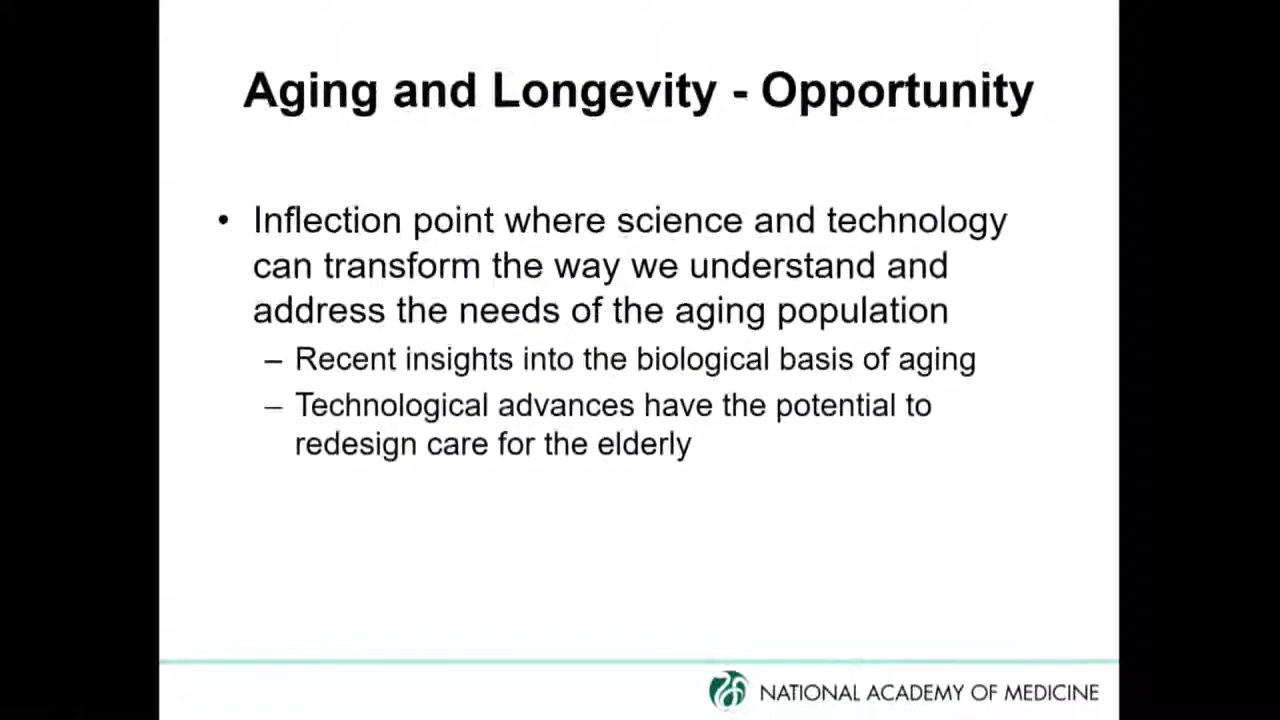 Aging and Longevity - Opportunity
• Inflection point where science and technology
can transform the way we understand and
address the needs of the aging population
– Recent insights into the biological basis of aging
– Technological advances have the potential to
redesign care for the elderly
NATIONAL ACADEMY OF MEDICINE